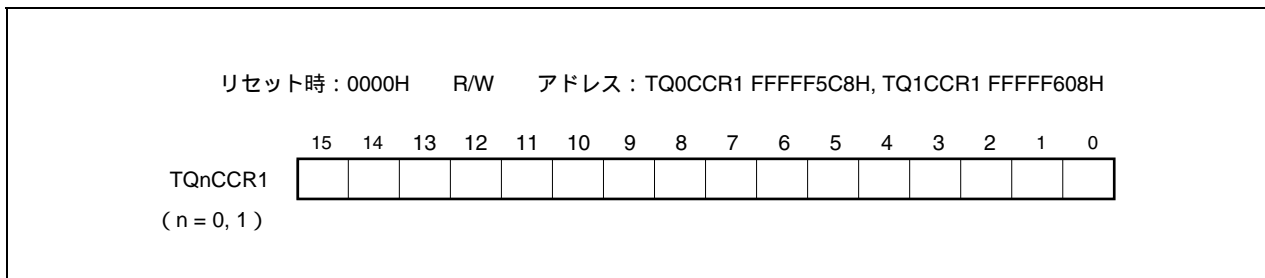 リセット時：0000H R/W アドレス：TQ0CCR1 FFFFF5C8H, TQ1CCR1 FFFFF608H
15 14 13 12 11 10 9 8 7 6 5 4 3 2 1 0
TQnCCR1
（n = 0, 1）